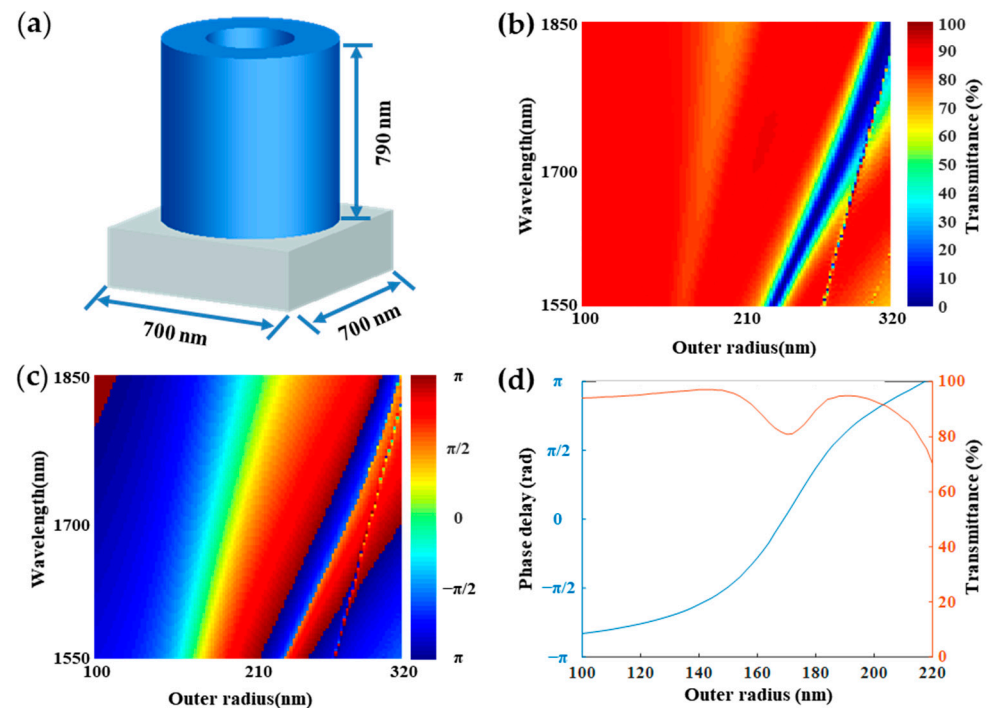 (a)
790 nm
700 nm
700 nm
(b)
1850
1700
1550
Wavelength(nm)
100
210
320
Outer radius(nm)
100
90
80
70
60
50
40
30
20
10
0
Transmittance (%)
(c)
1850
1700
1550
Wavelength(nm)
100
210
320
Outer radius(nm)
π
π/2
0
−π/2
π
(d)
π
π/2
0
−π/2
−π
Phase delay (rad)
100
80
60
40
20
0
Transmittance (%)
100 120 140 160 180 200 220
Outer radius (nm)